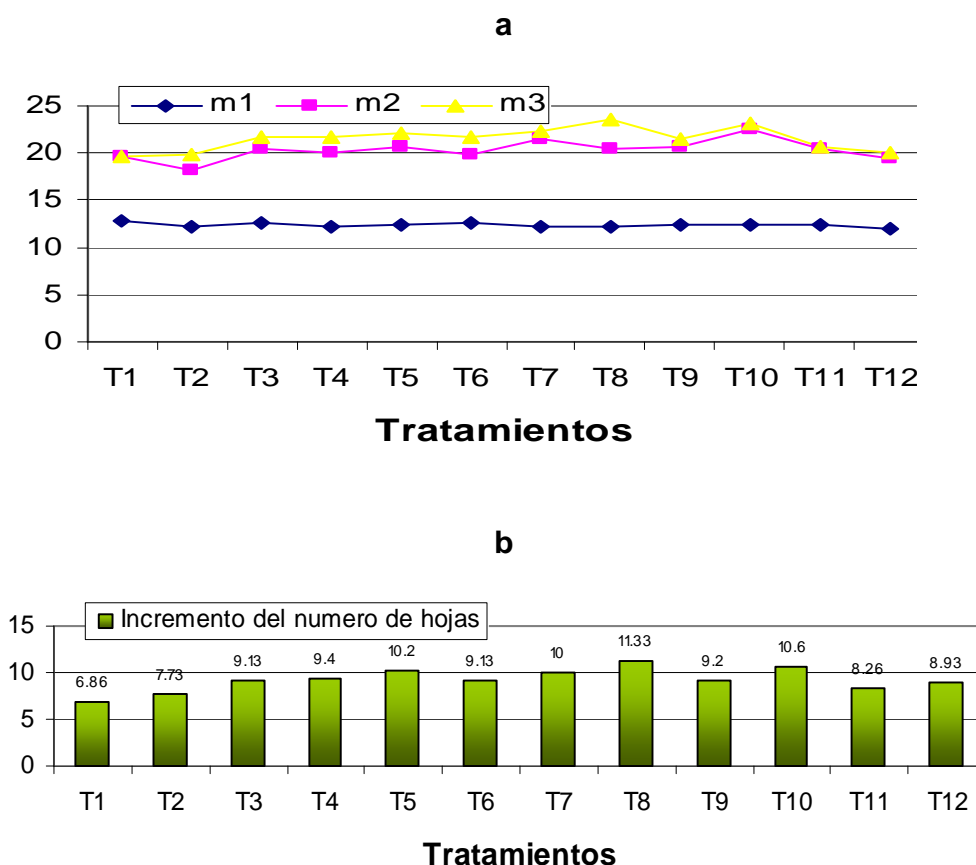 a
m1 m2 m3
25
20
15
10
5
0
T1 T2 T3 T4 T5 T6 T7 T8 T9 T10 T11 T12
Tratamientos
b
Incremento del numero de hojas
15
10
5
0
6.86 7.73 9.13 9.4 10.2 9.13 10 11.33 9.2 10.6 8.26 8.93
T1 T2 T3 T4 T5 T6 T7 T8 T9 T10 T11 T12
Tratamientos